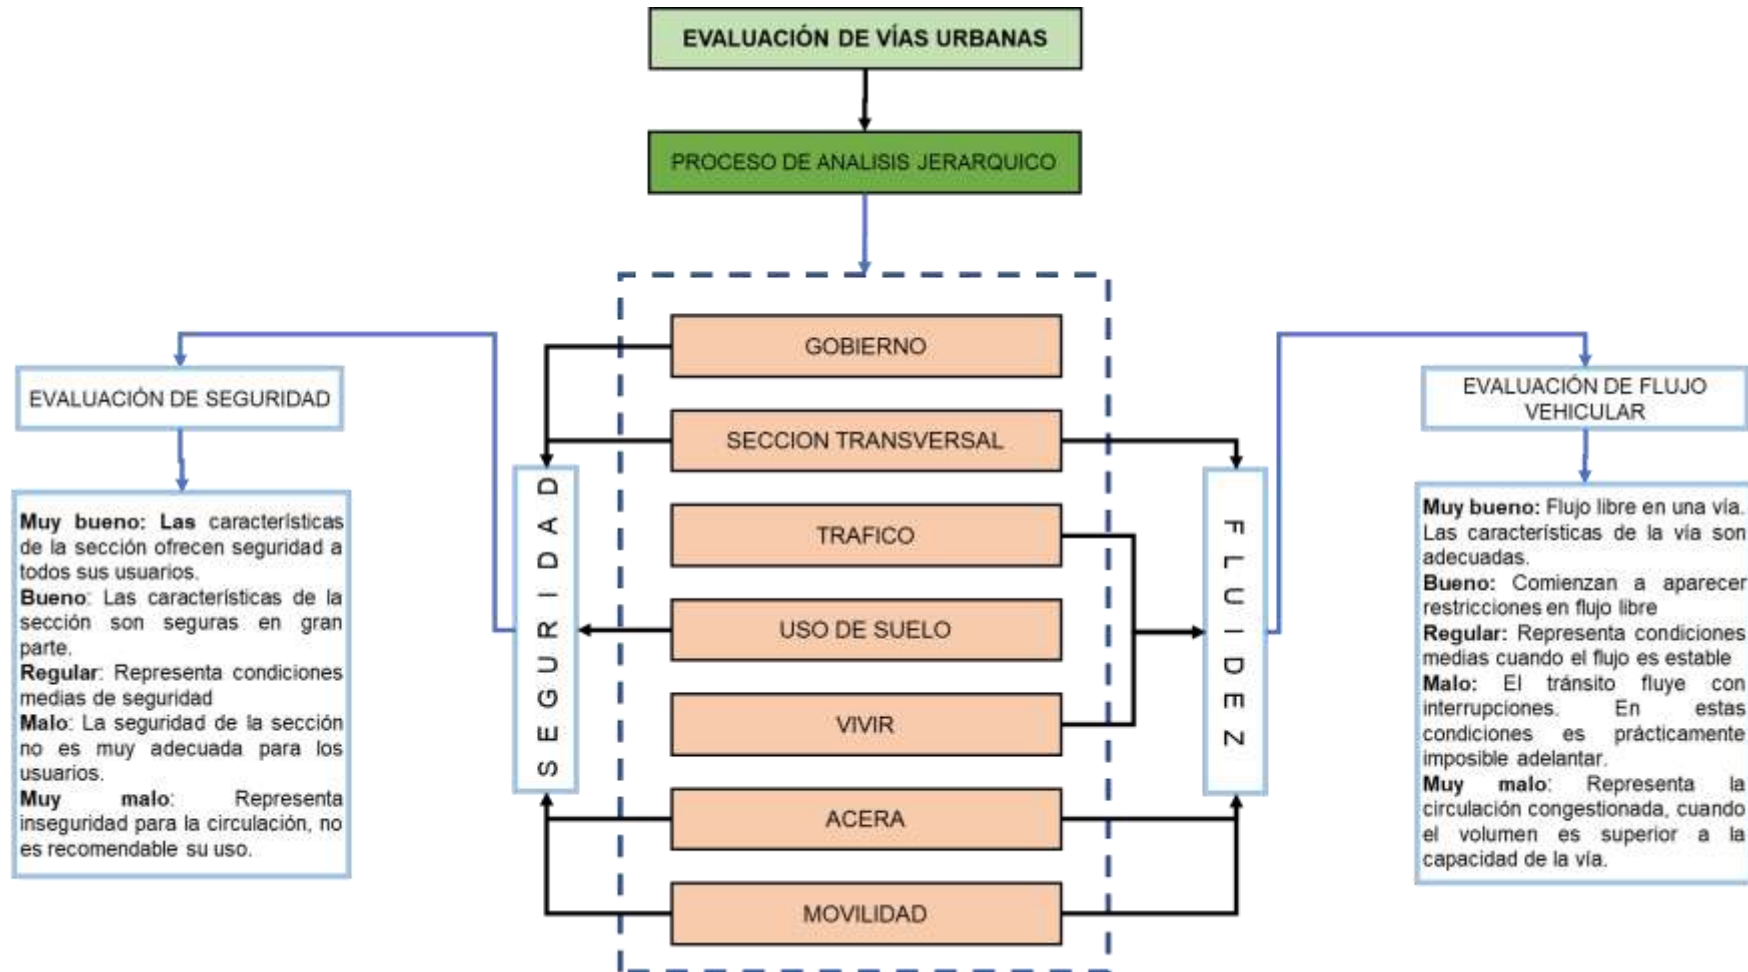 EVALUACIÓN DE VÍAS URBANAS
PROCESO DE ANALISIS JERARQUICO
EVALUACIÓN DE SEGURIDAD
Muy bueno: Las características
de la sección ofrecen seguridad a
todos sus usuarios.
Bueno: Las características de la
sección son seguras en gran
parte.
Regular: Representa condiciones
medias de seguridad
Malo: La seguridad de la sección
no es muy adecuada para los
usuarios.
Muy malo: Representa
inseguridad para la circulación, no
es recomendable su uso.
SEGURIDAD
GOBIERNO
SECCION TRANSVERSAL
TRAFICO
USO DE SUELO
VIVIR
ACERA
MOVILIDAD
FLUIDEZ
EVALUACIÓN DE FLUJO
VEHICULAR
Muy bueno: Flujo libre en una vía.
Las características de la vía son
adecuadas.
Bueno: Comienzan a aparecer
restricciones en flujo libre
Regular: Representa condiciones
medias cuando el flujo es estable
Malo: El tránsito fluye con
interrupciones. En estas
condiciones es prácticamente
imposible adelantar.
Muy malo: Representa la
circulación congestionada, cuando
el volumen es superior a la
capacidad de la vía.